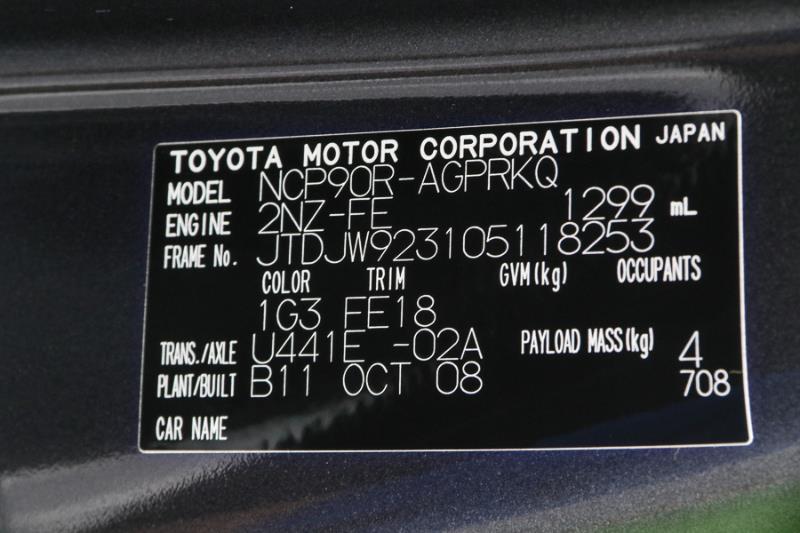 TOYOTA MOTOR CORPORATION JAPAN
MODEL NCP90R-AGPRKQ
ENGINE 2NZ-FE 1299 mL
FRAME No. JTDJW923105118253
COLOR TRIM GVM(kg) OCCUPANTS
1G3 FE18
TRANS./AXLE U441E -02A PAYLOAD MASS(kg) 4
PLANT/BUILT B11 OCT 08 708
CAR NAME